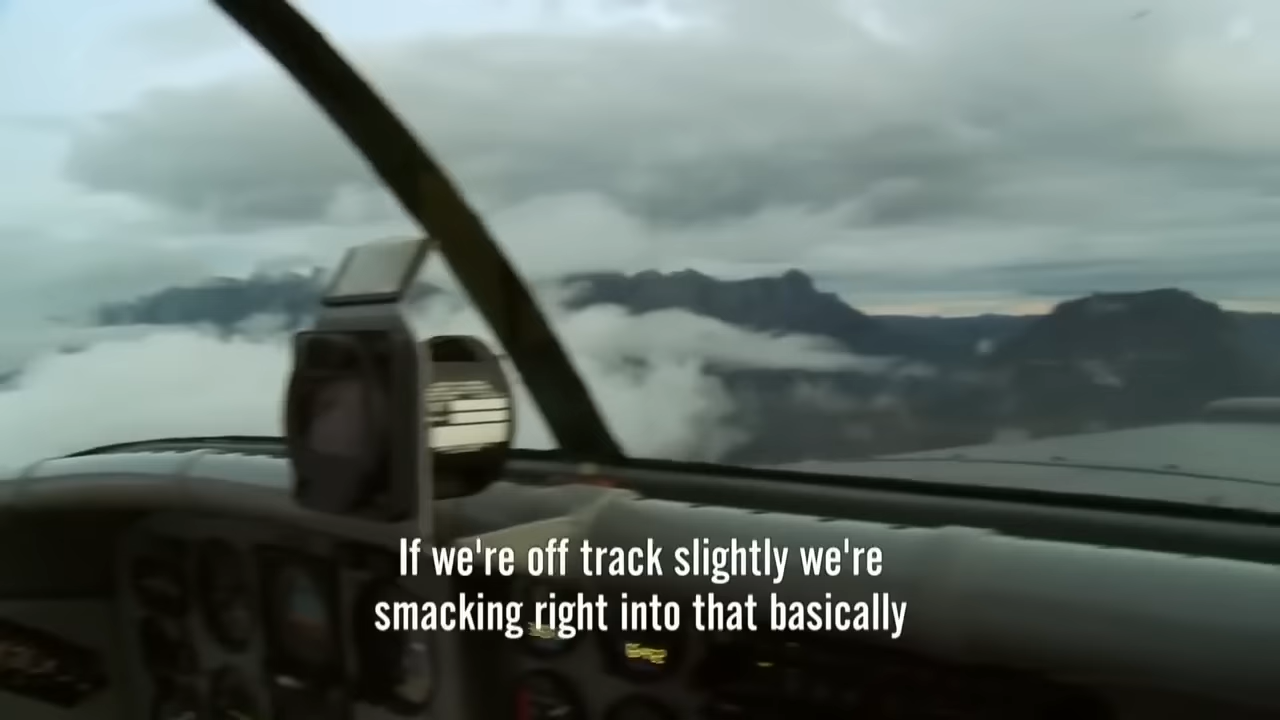 If we're off track slightly we're
smacking right into that basically